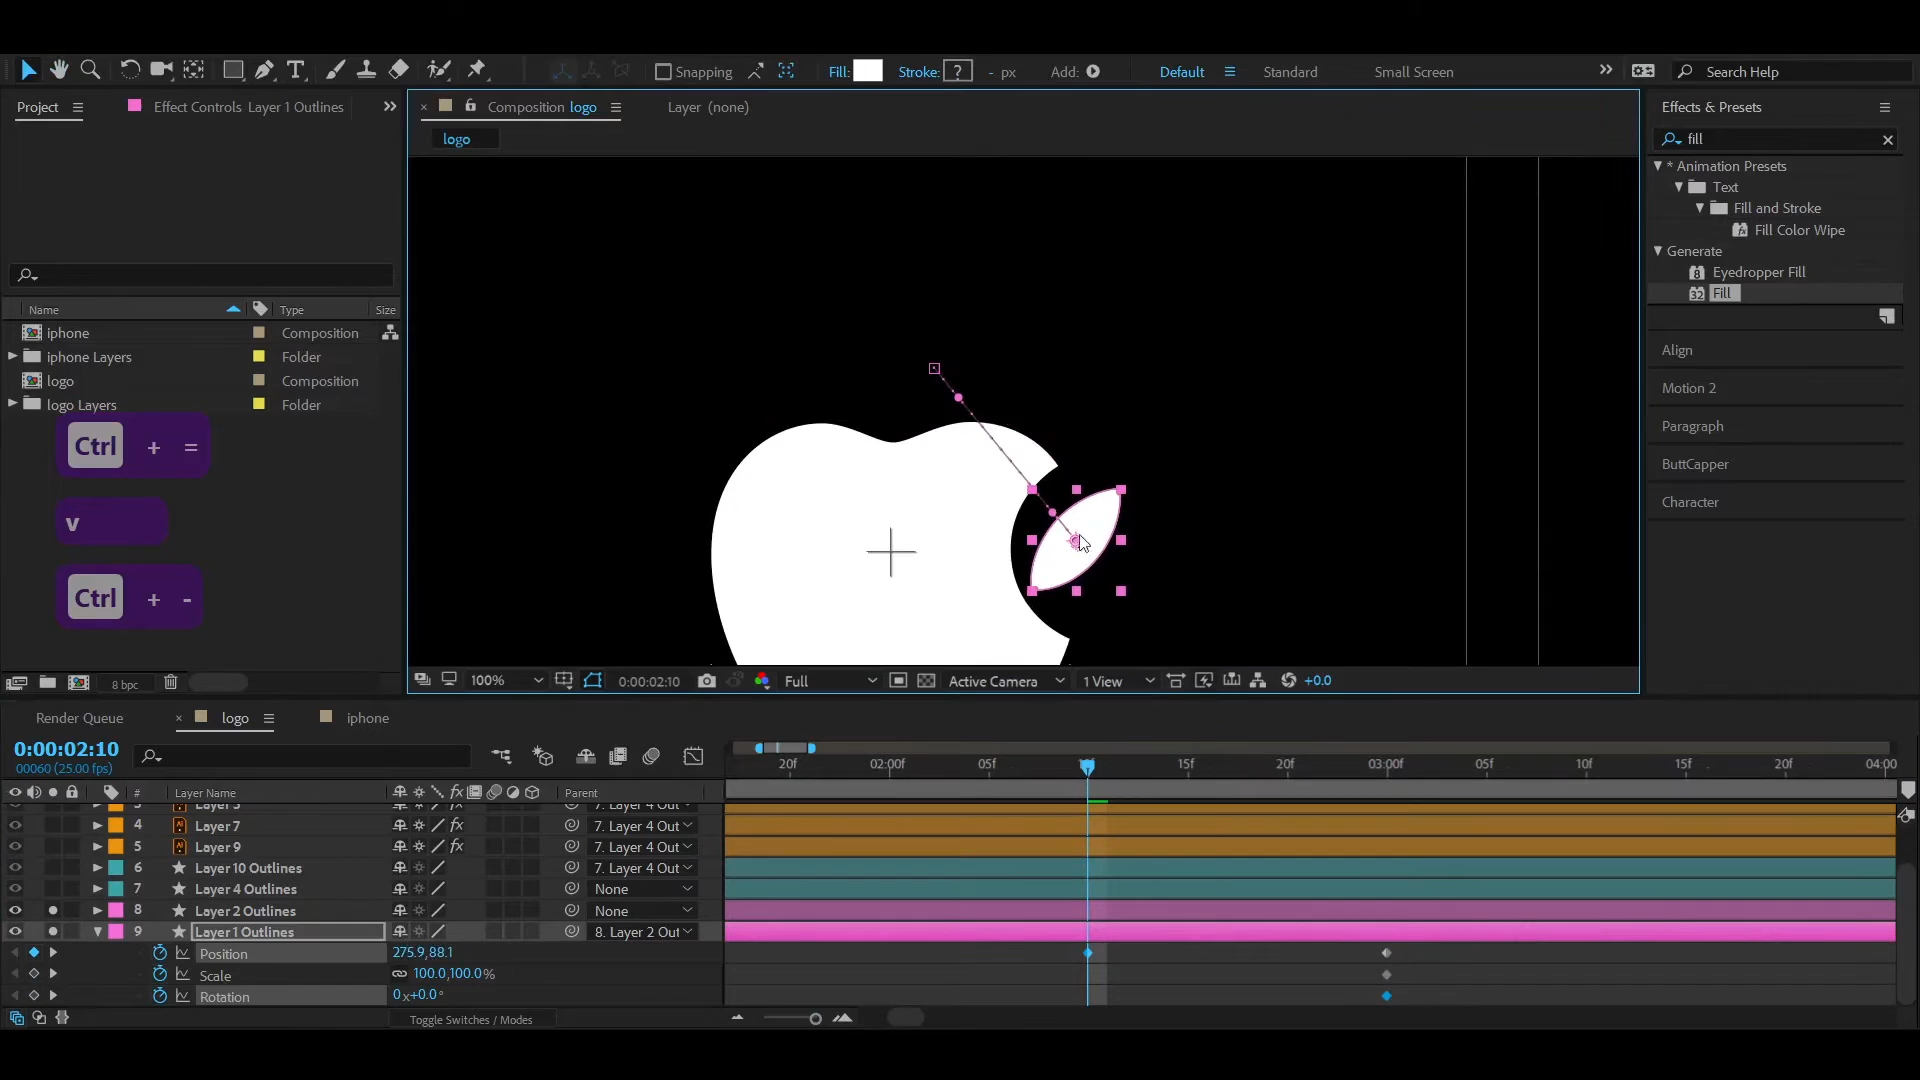 Snapping Fill: Stroke: ? - px Add: Default Standard Small Screen Search Help
Project Effect Controls Layer 1 Outlines
Composition logo Layer (none)
logo
Effects & Presets
fill
* Animation Presets
Text
Fill and Stroke
Fill Color Wipe
Generate
Eyedropper Fill
Fill
Align
Motion 2
Paragraph
ButtCapper
Character
Name Type Size
iphone Composition
iphone Layers Folder
logo Composition
logo Layers Folder
Ctrl + =
v
Ctrl + -
8 bpc
100% 0:00:02:10 Full Active Camera 1 View +0.0
Render Queue logo iphone
0:00:02:10
00060 (25.00 fps)
20f 02:00f 05f 15f 20f 03:00f 05f 10f 15f 20f 04:00
# Layer Name Parent
4 Layer 7 7. Layer 4 Out
5 Layer 9 7. Layer 4 Out
6 Layer 10 Outlines 7. Layer 4 Out
7 Layer 4 Outlines None
8 Layer 2 Outlines None
9 Layer 1 Outlines 8. Layer 2 Out
Position 275.9,88.1
Scale 100.0,100.0%
Rotation 0x+0.0°
Toggle Switches / Modes